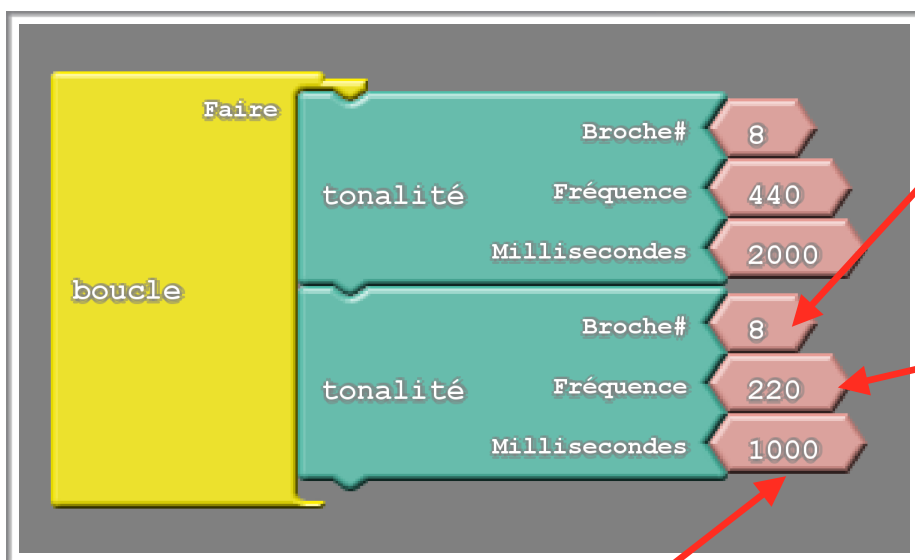 Faire
Broche# 8
tonalité Fréquence 440
Millisecondes 2000
boucle
Broche# 8
tonalité Fréquence 220
Millisecondes 1000